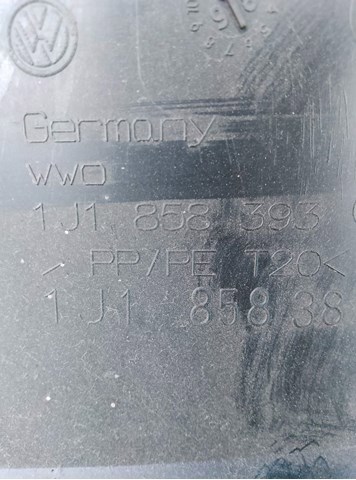 Germany
WWO
1J1 858 393
> PP/PE T20<
1J1 858 38